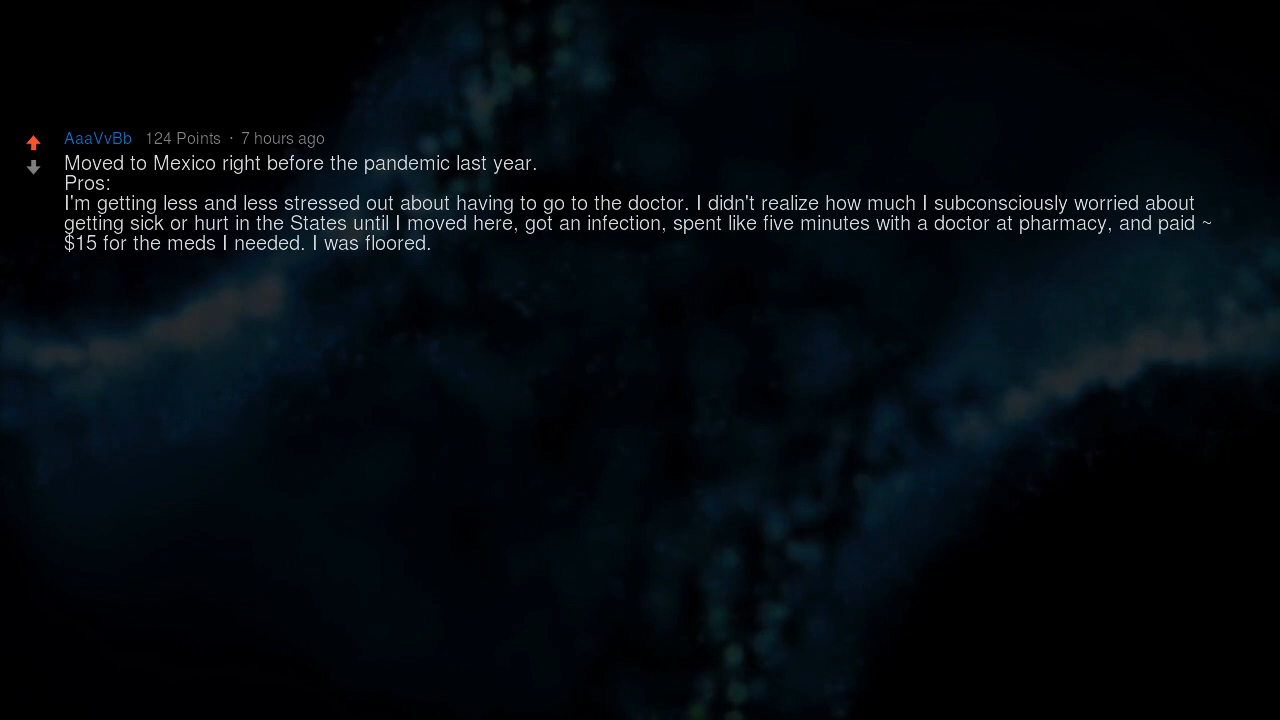 AaaVvBb 124 Points · 7 hours ago
Moved to Mexico right before the pandemic last year.
Pros:
I'm getting less and less stressed out about having to go to the doctor. I didn't realize how much I subconsciously worried about
getting sick or hurt in the States until I moved here, got an infection, spent like five minutes with a doctor at pharmacy, and paid ~
$15 for the meds I needed. I was floored.